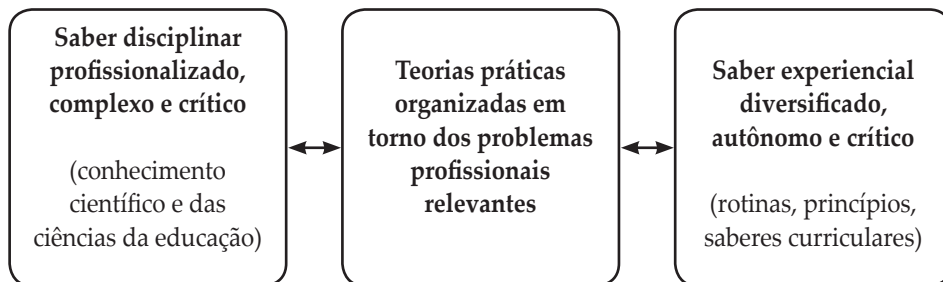 Saber disciplinar
profissionalizado,
complexo e crítico
(conhecimento
científico e das
ciências da educação)
Teorias práticas
organizadas em
torno dos problemas
profissionais
relevantes
Saber experiencial
diversificado,
autônomo e crítico
(rotinas, princípios,
saberes curriculares)